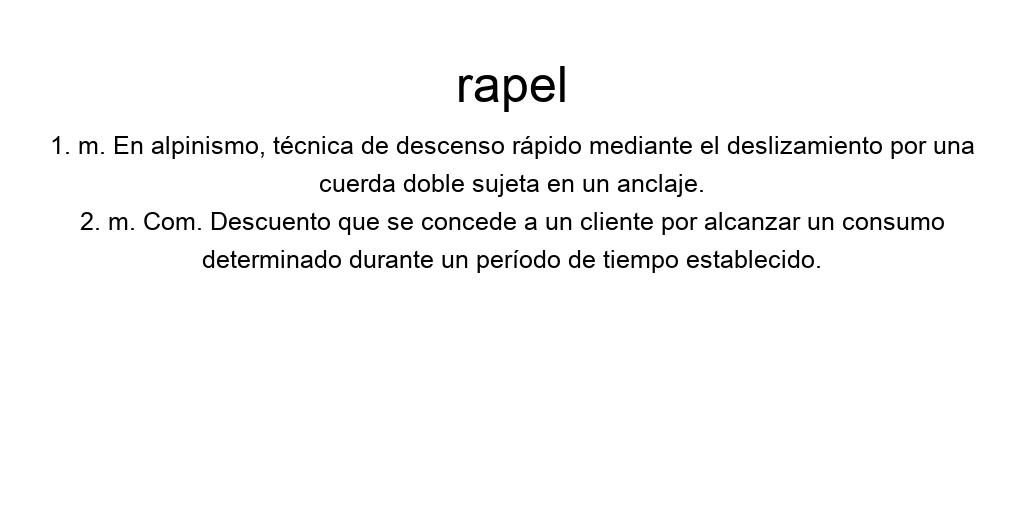 rapel
1. m. En alpinismo, técnica de descenso rápido mediante el deslizamiento por una
cuerda doble sujeta en un anclaje.
2. m. Com. Descuento que se concede a un cliente por alcanzar un consumo
determinado durante un período de tiempo establecido.